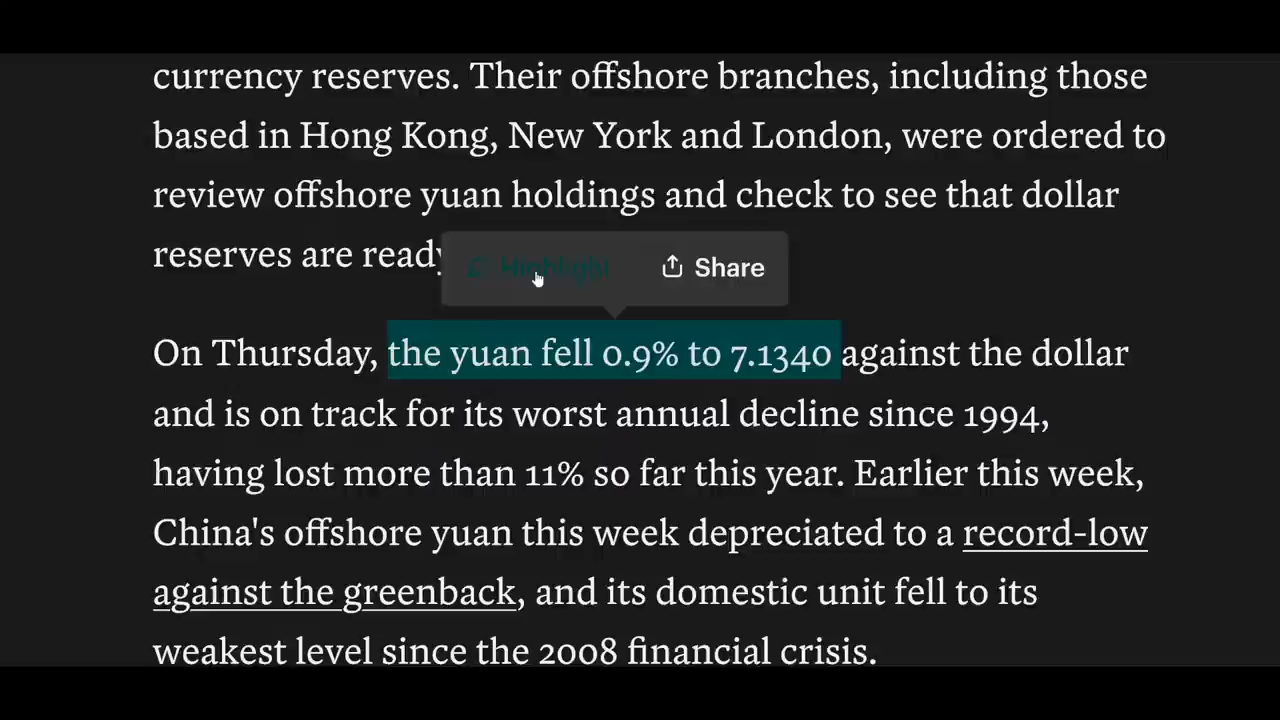 currency reserves. Their offshore branches, including those
based in Hong Kong, New York and London, were ordered to
review offshore yuan holdings and check to see that dollar
reserves are ready
Highlight Share
On Thursday, the yuan fell 0.9% to 7.1340 against the dollar
and is on track for its worst annual decline since 1994,
having lost more than 11% so far this year. Earlier this week,
China's offshore yuan this week depreciated to a record-low
against the greenback, and its domestic unit fell to its
weakest level since the 2008 financial crisis.